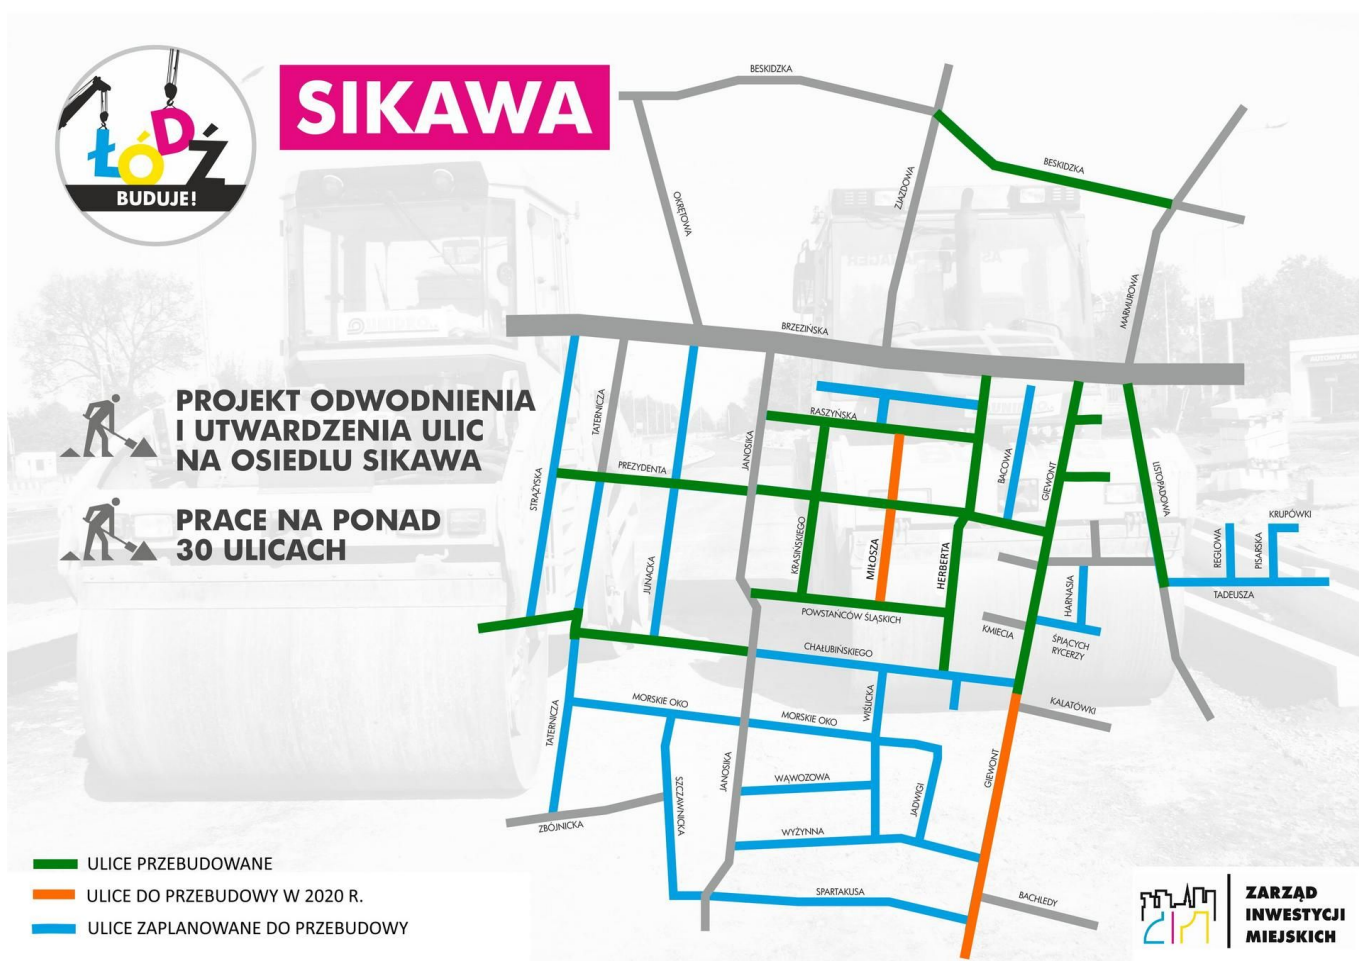 ŁÓDŹ
BUDUJE!
SIKAWA
PROJEKT ODWODNIENIA
I UTWARDZENIA ULIC
NA OSIEDLU SIKAWA
PRACE NA PONAD
30 ULICACH
BESKIDZKA
BESKIDZKA
OKRĘTOWA
ZJAZDOWA
MARMUROWA
BRZEZIŃSKA
TATERNICZA
STRĄŻYSKA
PREZYDENTA
JUNACKA
JANOSIKA
RASZYŃSKA
KRASIŃSKIEGO
MIŁOSZA
HERBERTA
BACOWA
GIEWONT
LISTOPADOWA
REGLOWA
PISARSKA
KRUPÓWKI
TADEUSZA
HARNASIA
KMIECIA
ŚPIĄCYCH
RYCERZY
POWSTAŃCÓW ŚLĄSKICH
CHAŁUBIŃSKIEGO
KALATÓWKI
MORSKIE OKO
MORSKIE OKO
WIŚLICKA
TATERNICZA
JANOSIKA
SZCZAWNICKA
WĄWOZOWA
JADWIGI
GIEWONT
WYŻYNNA
ZBÓJNICKA
SPARTAKUSA
BACHLEDY
ULICE PRZEBUDOWANE
ULICE DO PRZEBUDOWY W 2020 R.
ULICE ZAPLANOWANE DO PRZEBUDOWY
ZARZĄD
INWESTYCJI
MIEJSKICH